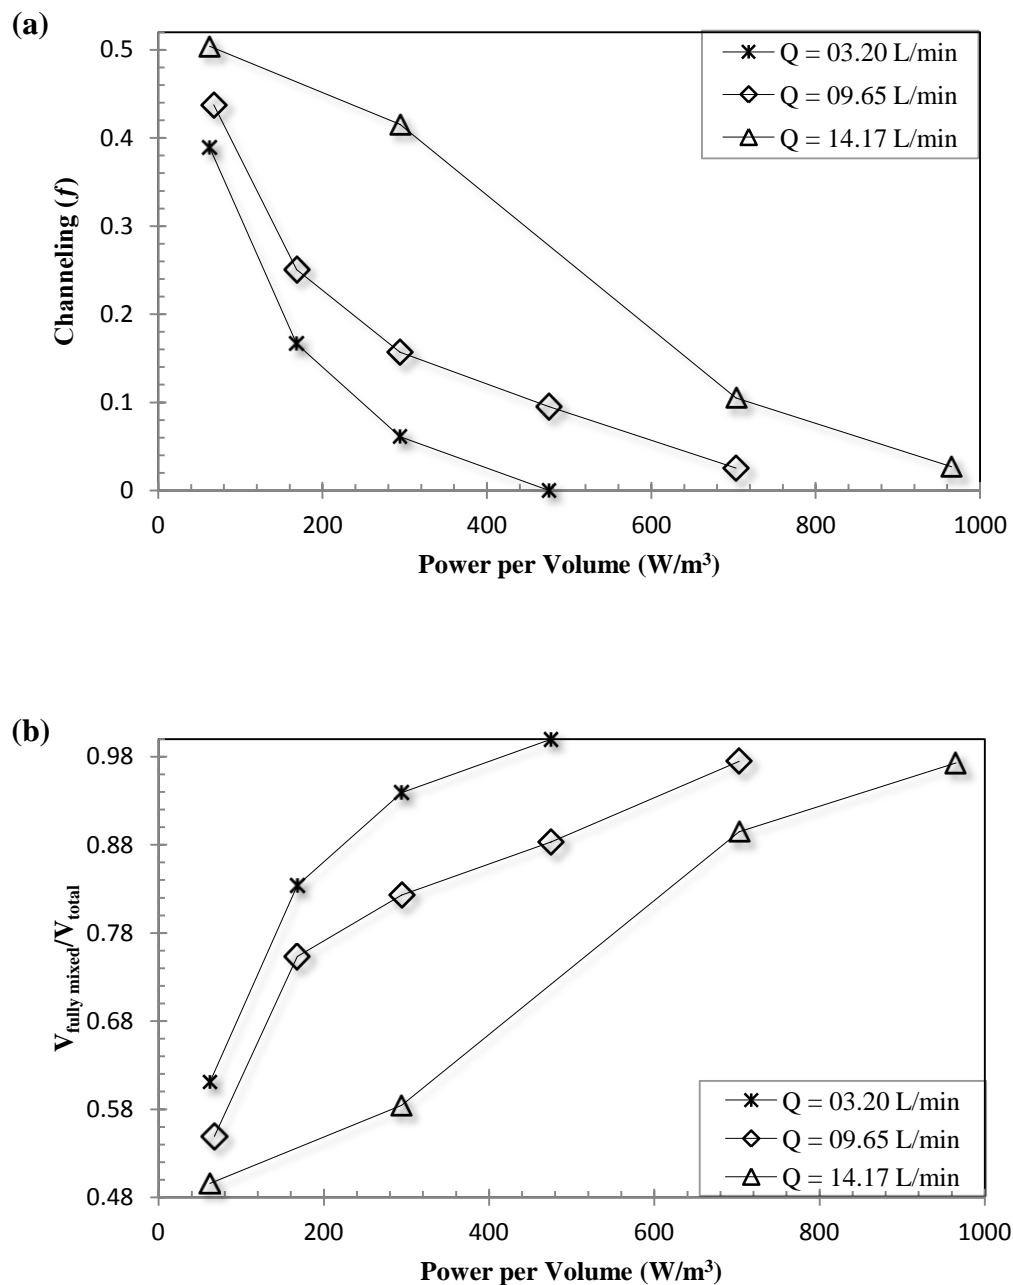 (a)
0.5
0.4
0.3
0.2
0.1
0
Channeling (f)
Q = 03.20 L/min
Q = 09.65 L/min
Q = 14.17 L/min
0 200 400 600 800 1000
Power per Volume (W/m³)
(b)
0.98
0.88
0.78
0.68
0.58
0.48
Vfully mixed/Vtotal
Q = 03.20 L/min
Q = 09.65 L/min
Q = 14.17 L/min
0 200 400 600 800 1000
Power per Volume (W/m³)